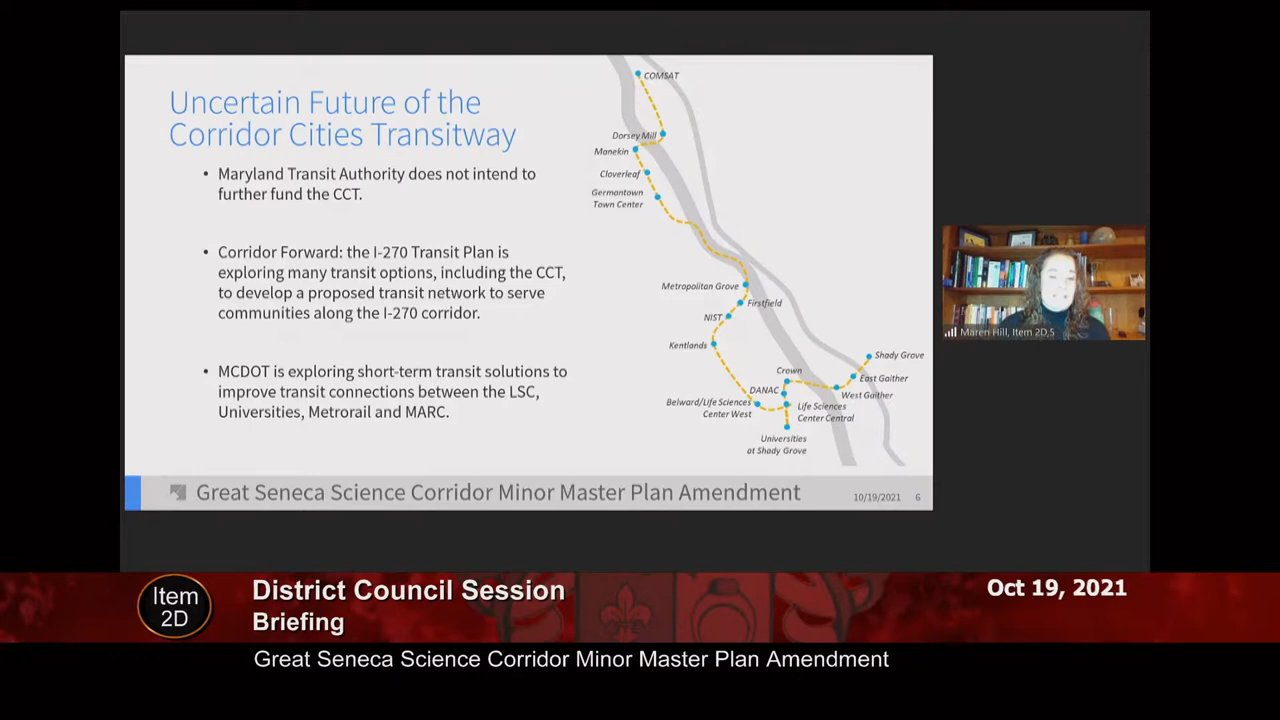 Uncertain Future of the
Corridor Cities Transitway
• Maryland Transit Authority does not intend to
further fund the CCT.
• Corridor Forward: the I-270 Transit Plan is
exploring many transit options, including the CCT,
to develop a proposed transit network to serve
communities along the I-270 corridor.
• MCDOT is exploring short-term transit solutions to
improve transit connections between the LSC,
Universities, Metrorail and MARC.
COMSAT
Dorsey Mill
Manekin
Cloverleaf
Germantown
Town Center
Metropolitan Grove
Firstfield
NIST
Kentlands
Shady Grove
Crown
East Gaither
DANAC
West Gaither
Belward/Life Sciences
Center West
Life Sciences
Center Central
Universities
at Shady Grove
Great Seneca Science Corridor Minor Master Plan Amendment
10/19/2021 6
Maren Hill, Item 2D,5
Item
2D
District Council Session
Briefing
Oct 19, 2021
Great Seneca Science Corridor Minor Master Plan Amendment